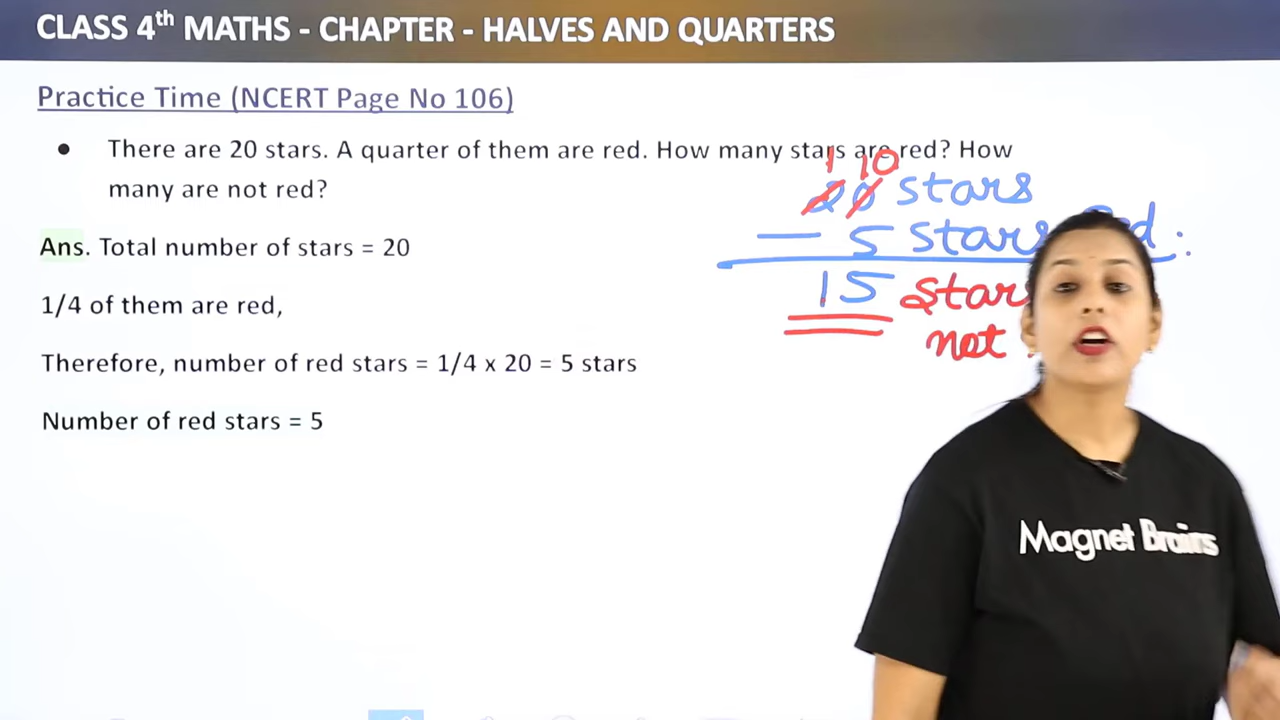 CLASS 4th MATHS - CHAPTER - HALVES AND QUARTERS
Practice Time (NCERT Page No 106)
● There are 20 stars. A quarter of them are red. How many stars are red? How
many are not red?
1 10
20 stars
- 5 stars
15 star
not
Ans. Total number of stars = 20
1/4 of them are red,
Therefore, number of red stars = 1/4 x 20 = 5 stars
Number of red stars = 5
Magnet Brains